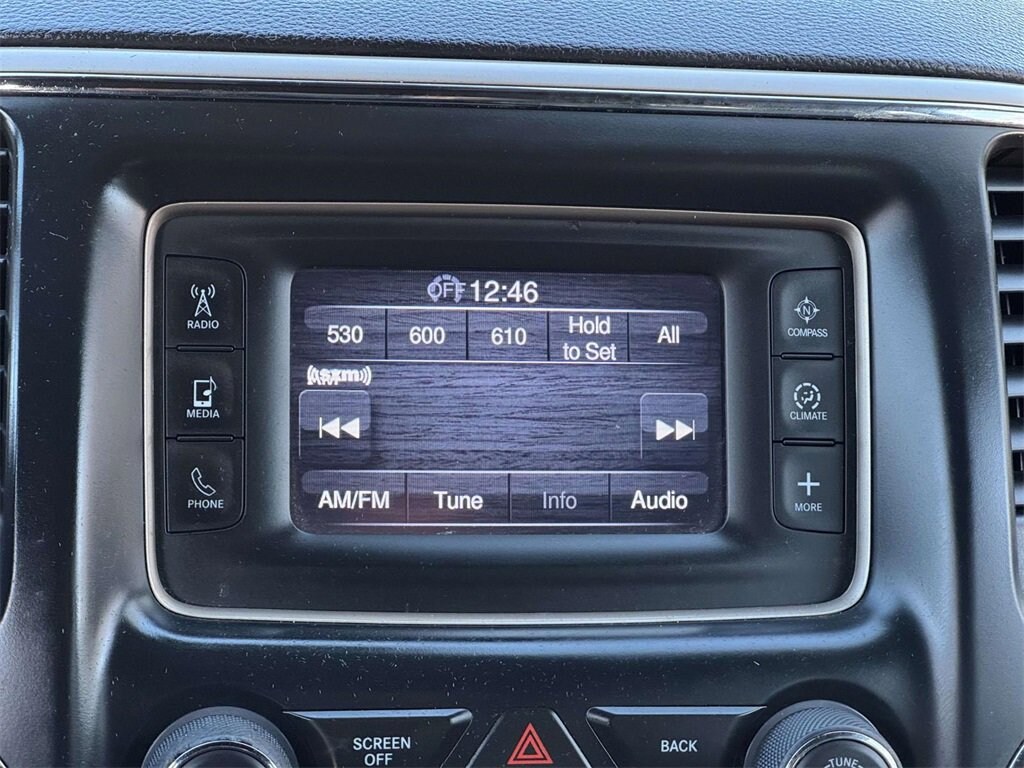 OFF 12:46
530 600 610 Hold to Set All
RADIO
COMPASS
((sxm))
MEDIA
CLIMATE
PHONE
AM/FM Tune Info Audio
MORE
N
SCREEN OFF
BACK
TUNE